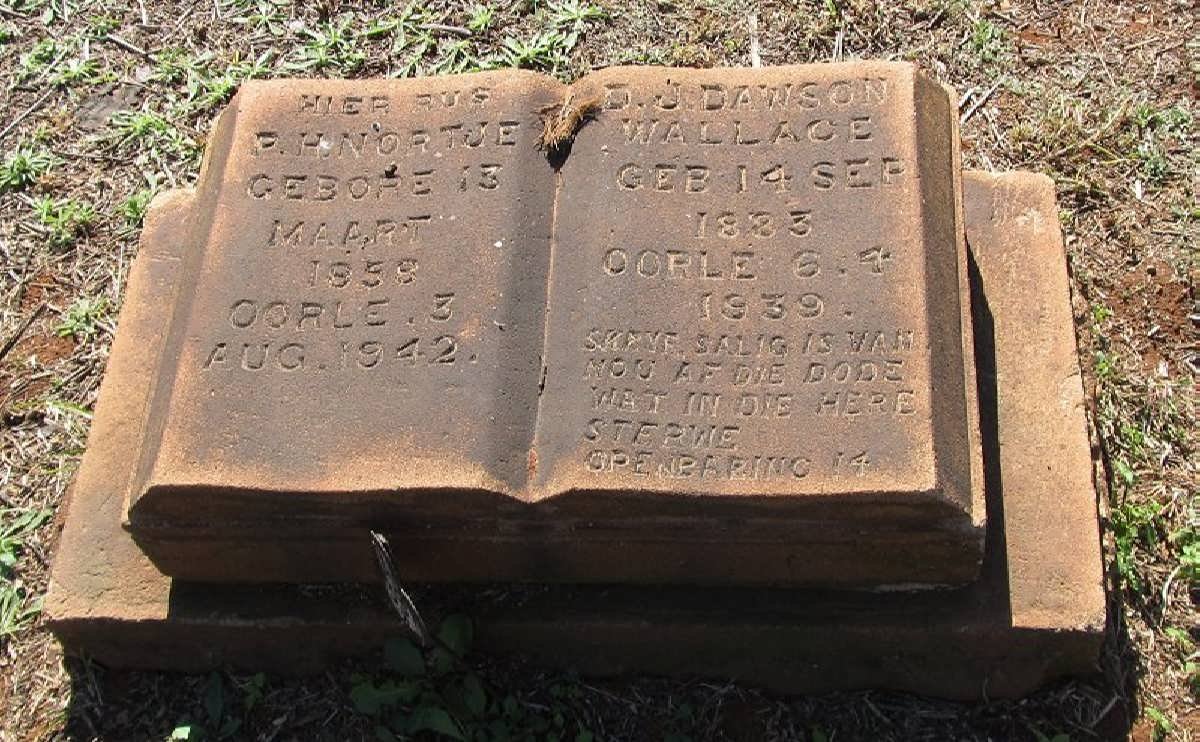 HIER RUS
P.H. NORTJE
GEBORE 13
MAART
1858
OORLE. 3
AUG. 1942.
D.J. DAWSON
WALLACE
GEB 14 SEP
1883
OORLE 6.4
1939.
SKRYF, SALIG IS VAN
NOU AF DIE DODE
WAT IN DIE HERE
STERWE
OPENBARING 14